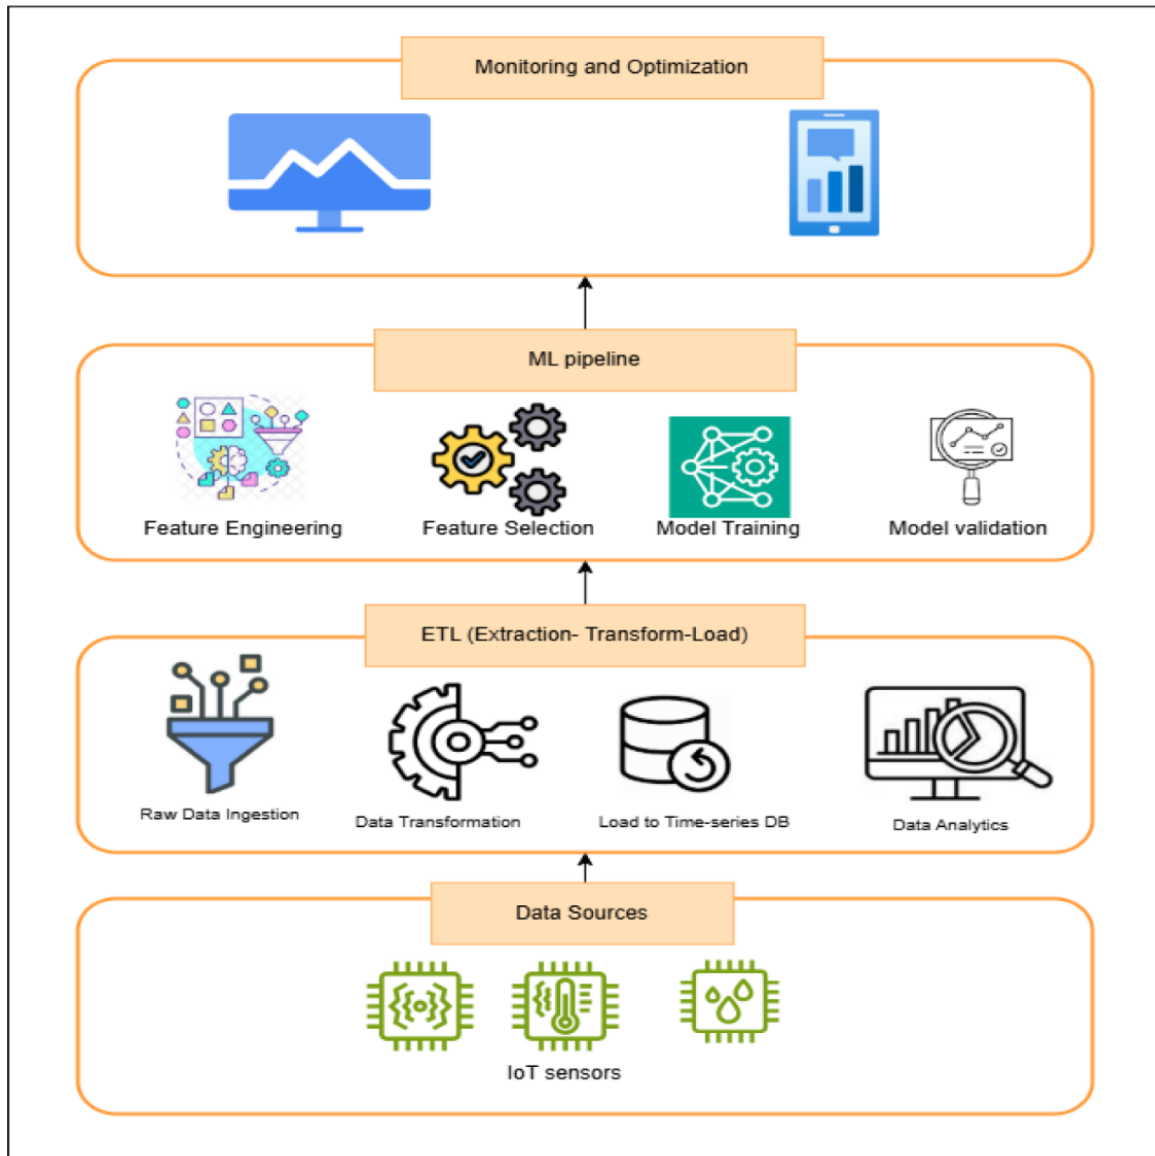 Monitoring and Optimization
ML pipeline
Feature Engineering
Feature Selection
Model Training
Model validation
ETL (Extraction- Transform-Load)
Raw Data Ingestion
Data Transformation
Load to Time-series DB
Data Analytics
Data Sources
IoT sensors